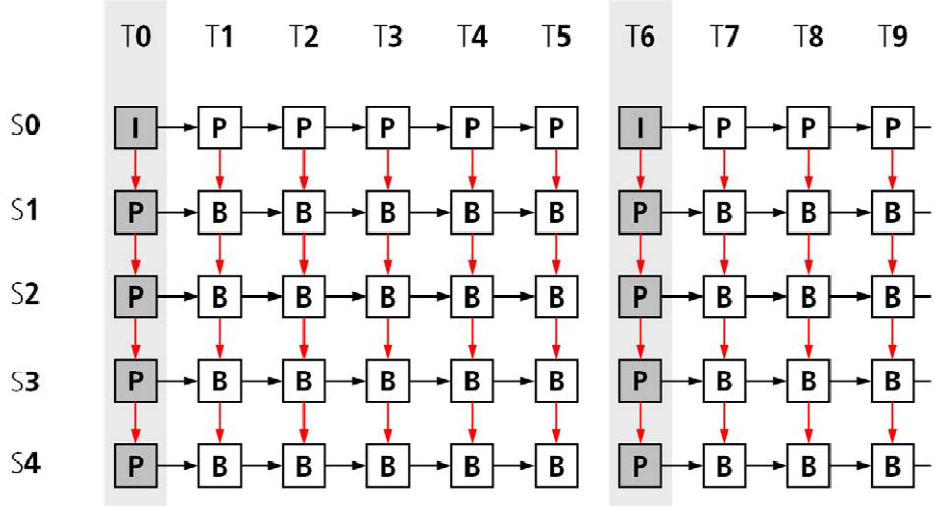 T0 T1 T2 T3 T4 T5 T6 T7 T8 T9
S0 I P P P P P I P P P
S1 P B B B B B P B B B
S2 P B B B B B P B B B
S3 P B B B B B P B B B
S4 P B B B B B P B B B